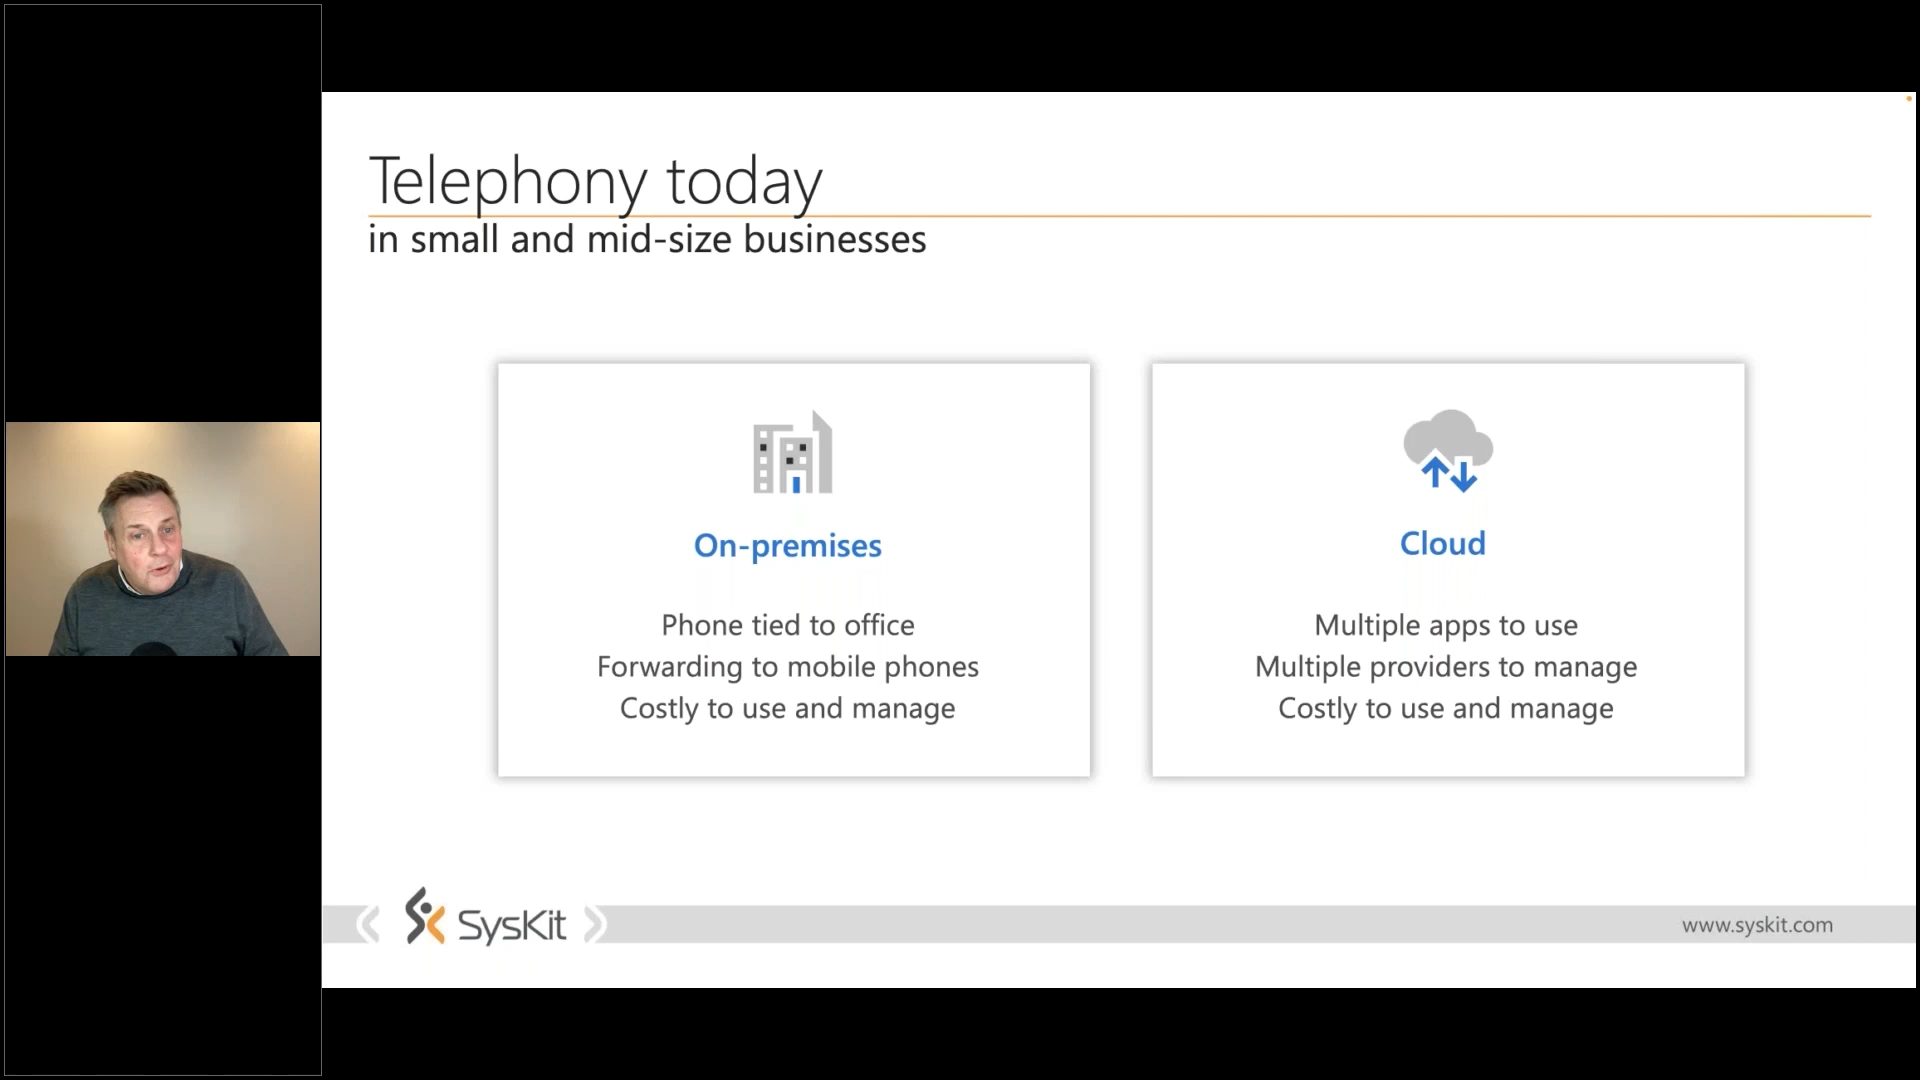 Telephony today
in small and mid-size businesses
On-premises
Phone tied to office
Forwarding to mobile phones
Costly to use and manage
Cloud
Multiple apps to use
Multiple providers to manage
Costly to use and manage
SysKit
www.syskit.com